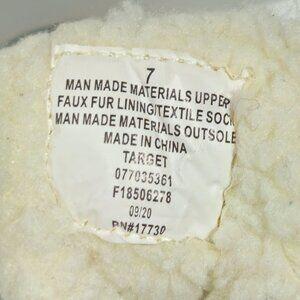 7
MAN MADE MATERIALS UPPER
FAUX FUR LINING/TEXTILE SOCK
MAN MADE MATERIALS OUTSOLE
MADE IN CHINA
TARGET
077035361
F18506278
09/20
RN#17730